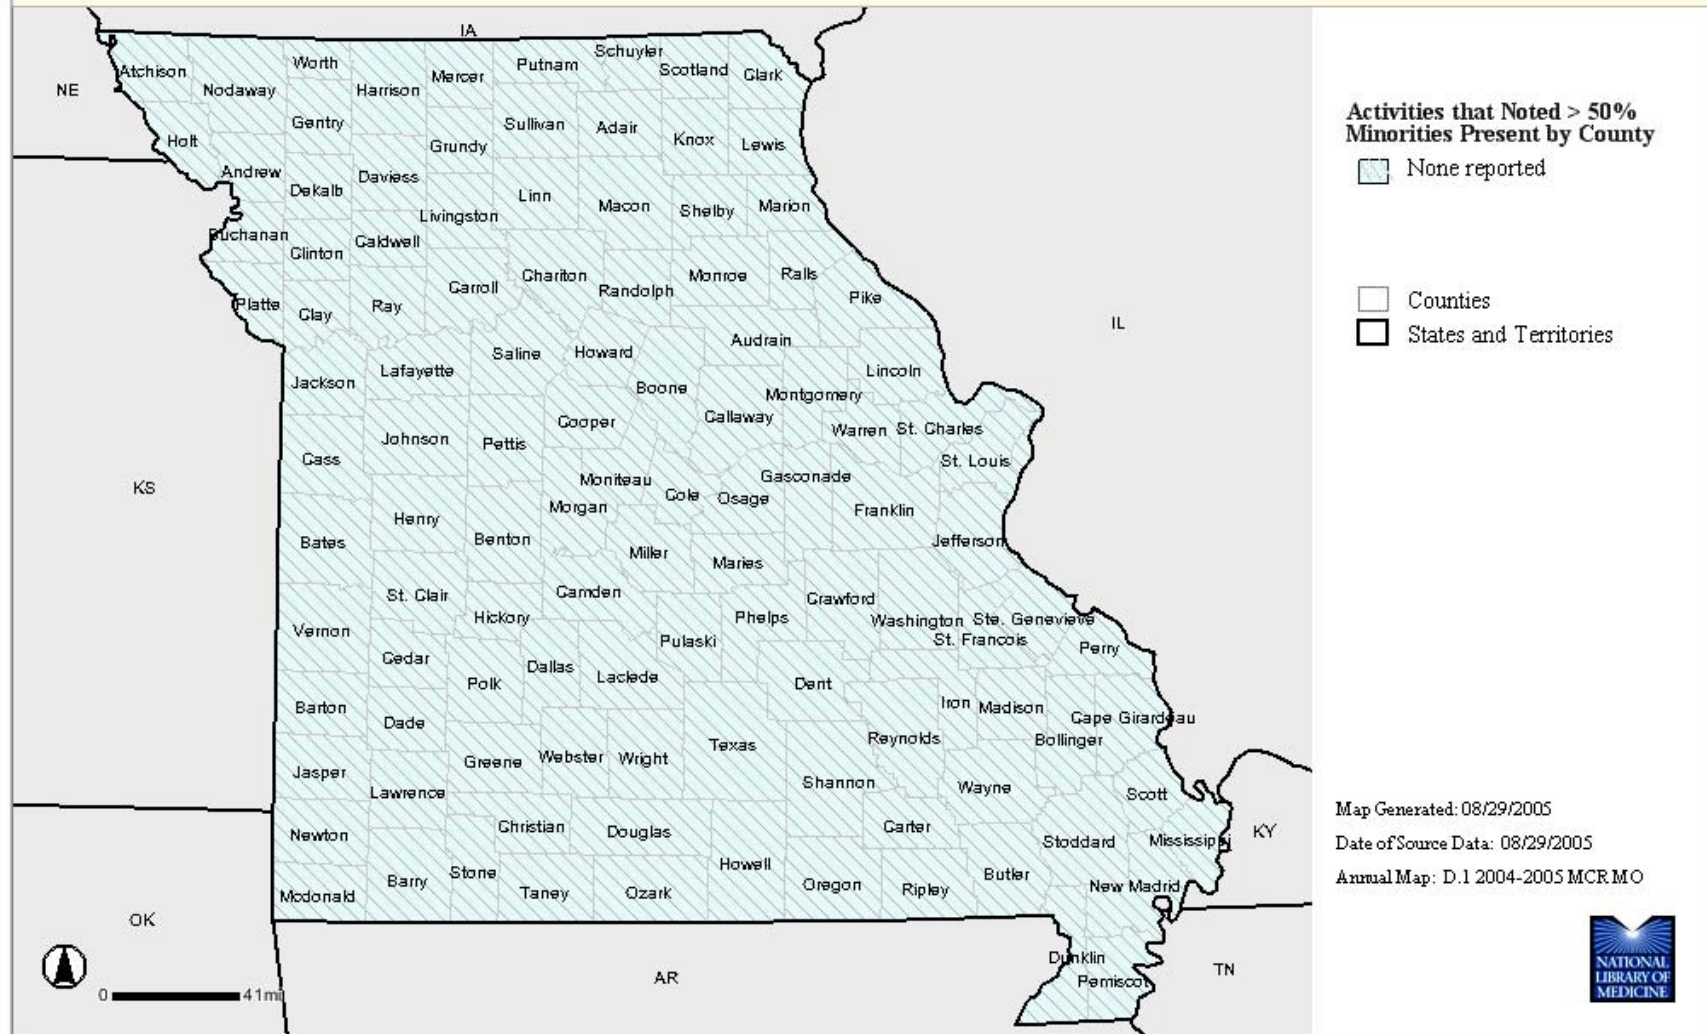 IA
Schuyler
Worth
Putnam
Atchison
Mercer
Scotland
Clark
NE
Nodaway
Harrison
Gentry
Sullivan
Adair
Holt
Grundy
Knox
Lewis
Andrew
Daviess
Dekalb
Linn
Livingston
Macon
Shelby
Marion
Buchanan
Caldwell
Clinton
Chariton
Monroe
Ralls
Carroll
Randolph
Pike
Platte
Clay
Ray
IL
Audrain
Saline
Howard
Lafayette
Lincoln
Jackson
Boone
Montgomery
Callaway
Cooper
Warren
St. Charles
Johnson
Pettis
Cass
St. Louis
KS
Moniteau
Gasconade
Cole
Osage
Morgan
Franklin
Henry
Benton
Bates
Jefferson
Miller
Maries
Camden
St. Clair
Crawford
Hickory
Phelps
Washington
Ste. Genevieve
Vernon
Pulaski
St. Francois
Perry
Cedar
Dallas
Laclede
Polk
Dent
Barton
Iron
Madison
Dade
Cape Girardeau
Reynolds
Bollinger
Texas
Greene
Webster
Wright
Jasper
Shannon
Wayne
Lawrence
Scott
Newton
Christian
Douglas
Carter
Stoddard
Mississippi
KY
Howell
Barry
Stone
Butler
Mcdonald
Taney
Ozark
Oregon
Ripley
New Madrid
OK
Dunklin
AR
TN
Pemiscot
0
41mi
Activities that Noted > 50%
Minorities Present by County
None reported
Counties
States and Territories
Map Generated: 08/29/2005
Date of Source Data: 08/29/2005
Annual Map: D.1 2004-2005 MCR MO
NATIONAL
LIBRARY OF
MEDICINE